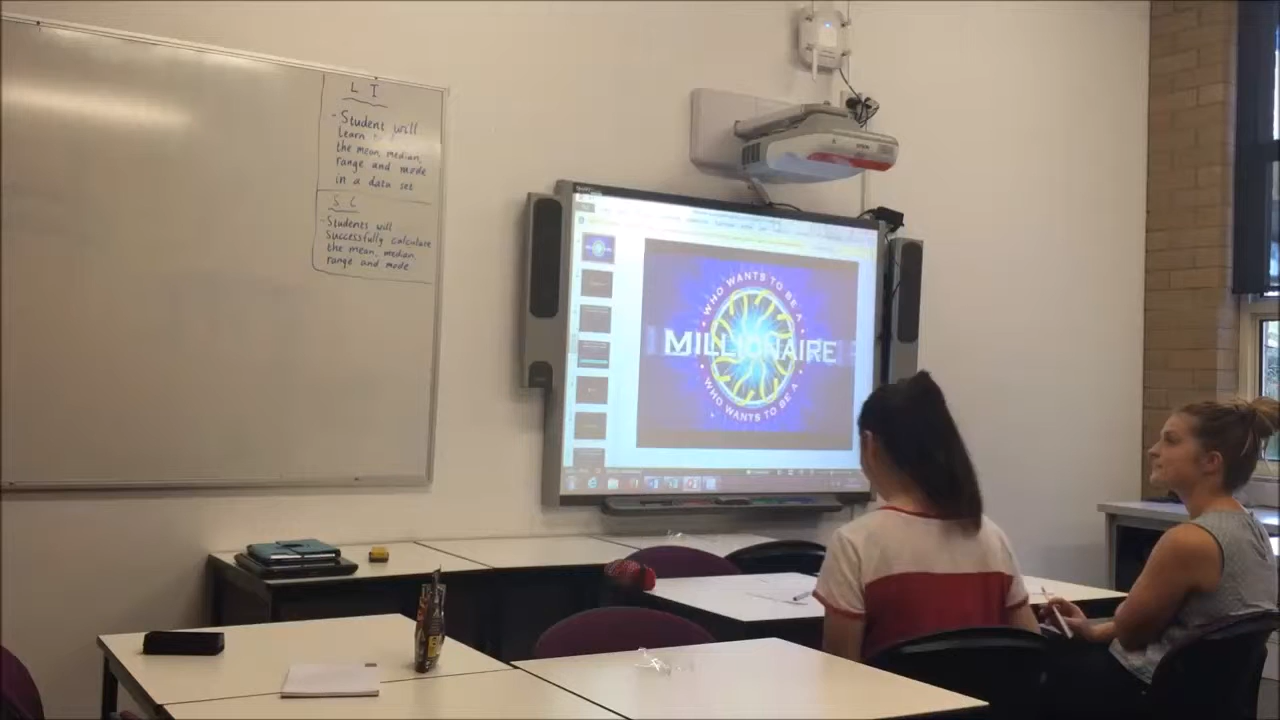 L I
- Student will
learn
the mean, median,
range and mode
in a data set
S C
- Students will
successfully calculate
the mean, median,
range and mode
WHO WANTS TO BE A
MILLIONAIRE
WHO WANTS TO BE A